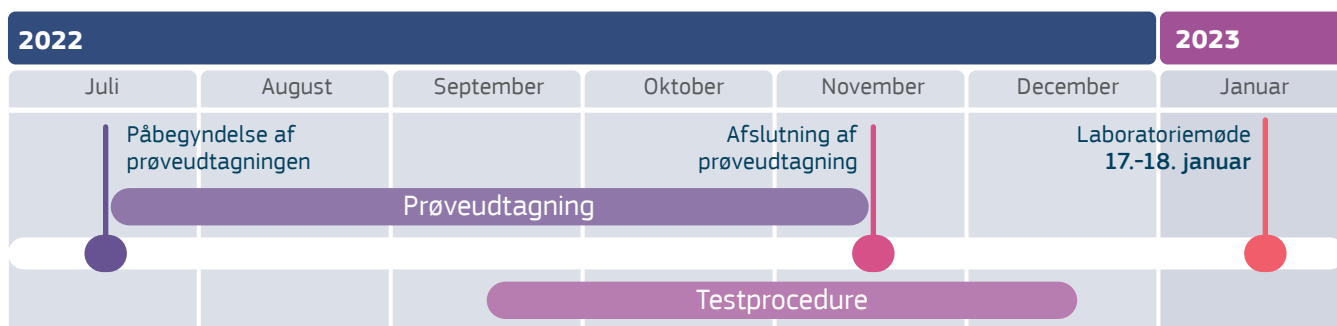 2022
2023
Juli
August
September
Oktober
November
December
Januar
Påbegyndelse af
prøveudtagningen
Afslutning af
prøveudtagning
Laboratoriemøde
17.-18. januar
Prøveudtagning
Testprocedure